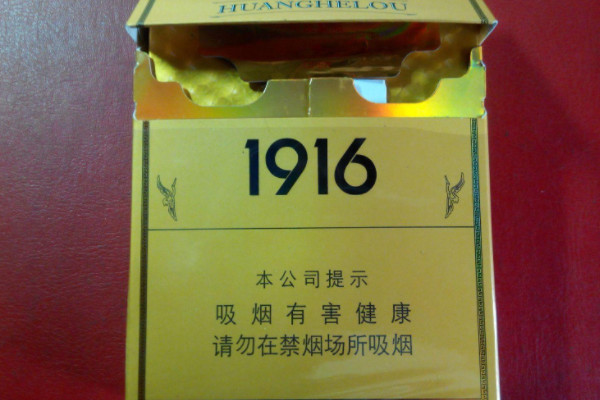 HUANGHELOU
1916
本公司提示
吸烟有害健康
请勿在禁烟场所吸烟